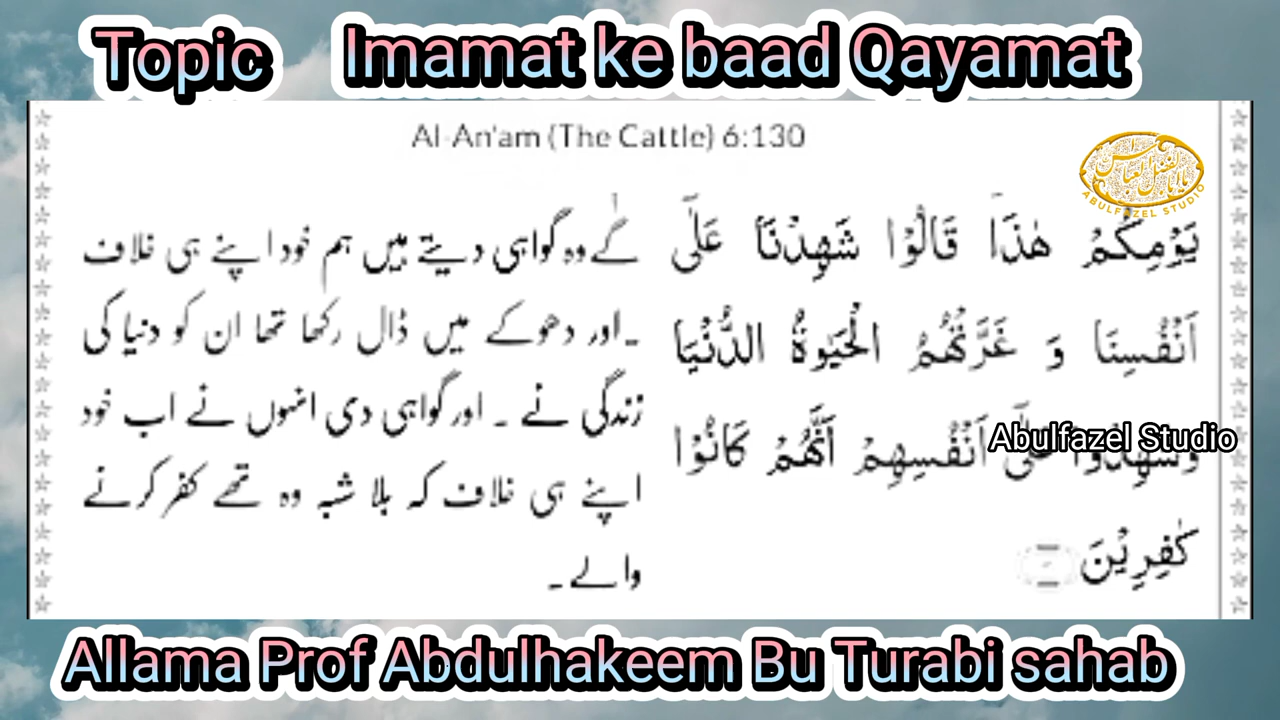 Topic Imamat ke baad Qayamat
Al-An'am (The Cattle) 6:130
يَوْمِكُمْ هٰذَا ۚ قَالُوْا شَهِدْنَا عَلٰٓى
اَنْفُسِنَا وَ غَرَّتْهُمُ الْحَيٰوةُ الدُّنْيَا
وَشَهِدُوْا عَلٰٓى اَنْفُسِهِمْ اَنَّهُمْ كَانُوْا
كٰفِرِيْنَ
گے وہ گواہی دیتے ہیں ہم خود اپنے ہی خلاف
۔اور دھوکے میں ڈال رکھا تھا ان کو دنیا کی
زندگی نے ۔ اور گواہی دی انہوں نے اب خود
اپنے ہی خلاف کہ بلا شبہ وہ تھے کفر کرنے
والے ۔
ABULFAZEL STUDIO
Abulfazel Studio
Allama Prof Abdulhakeem Bu Turabi sahab